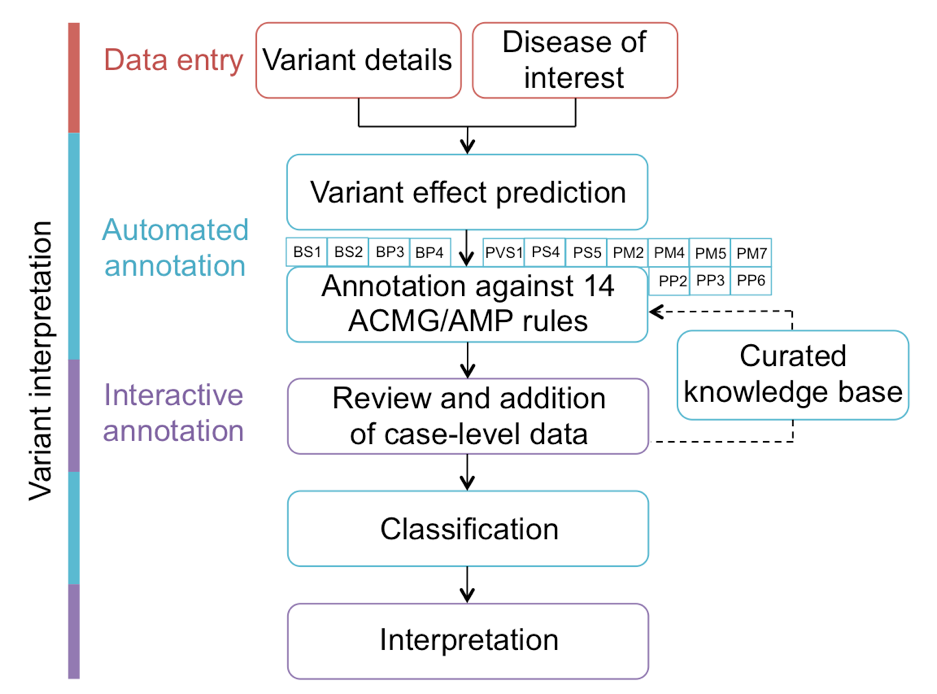 Variant interpretation
Data entry
Variant details
Disease of
interest
Automated
annotation
Variant effect prediction
BS1 BS2 BP3 BP4 PVS1 PS4 PS5 PM2 PM4 PM5 PM7
PP2 PP3 PP6
Annotation against 14
ACMG/AMP rules
Curated
knowledge base
Interactive
annotation
Review and addition
of case-level data
Classification
Interpretation